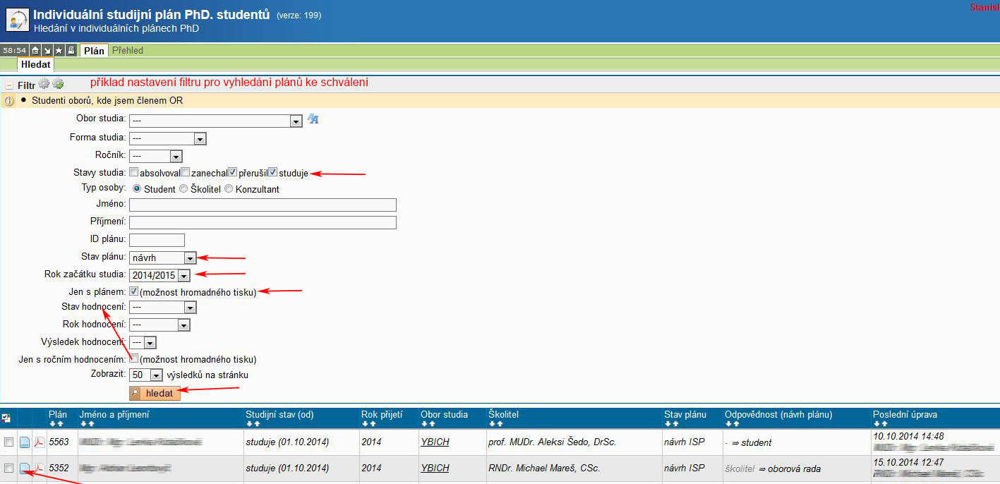 Individuální studijní plán PhD. studentů (verze: 199)
Stanisl
Hledání v individuálních plánech PhD
58:54 Plán Přehled
Hledat
Filtr příklad nastavení filtru pro vyhledání plánů ke schválení
• Studenti oborů, kde jsem členem OR
Obor studia: ---
Forma studia: ---
Ročník: ---
Stavy studia: absolvoval zanechal přerušil studuje
Typ osoby: Student Školitel Konzultant
Jméno:
Příjmení:
ID plánu:
Stav plánu: návrh
Rok začátku studia: 2014/2015
Jen s plánem: (možnost hromadného tisku)
Stav hodnocení: ---
Rok hodnocení: ---
Výsledek hodnocení: ---
Jen s ročním hodnocením: (možnost hromadného tisku)
Zobrazit: 50 výsledků na stránku
hledat
Plán Jméno a příjmení Studijní stav (od) Rok přijetí Obor studia Školitel Stav plánu Odpovědnost (návrh plánu) Poslední úprava
5563 studuje (01.10.2014) 2014 YBICH prof. MUDr. Aleksi Šedo, DrSc. návrh ISP - ⇒ student 10.10.2014 14:48
5352 studuje (01.10.2014) 2014 YBICH RNDr. Michael Mareš, CSc. návrh ISP školitel ⇒ oborová rada 15.10.2014 12:47